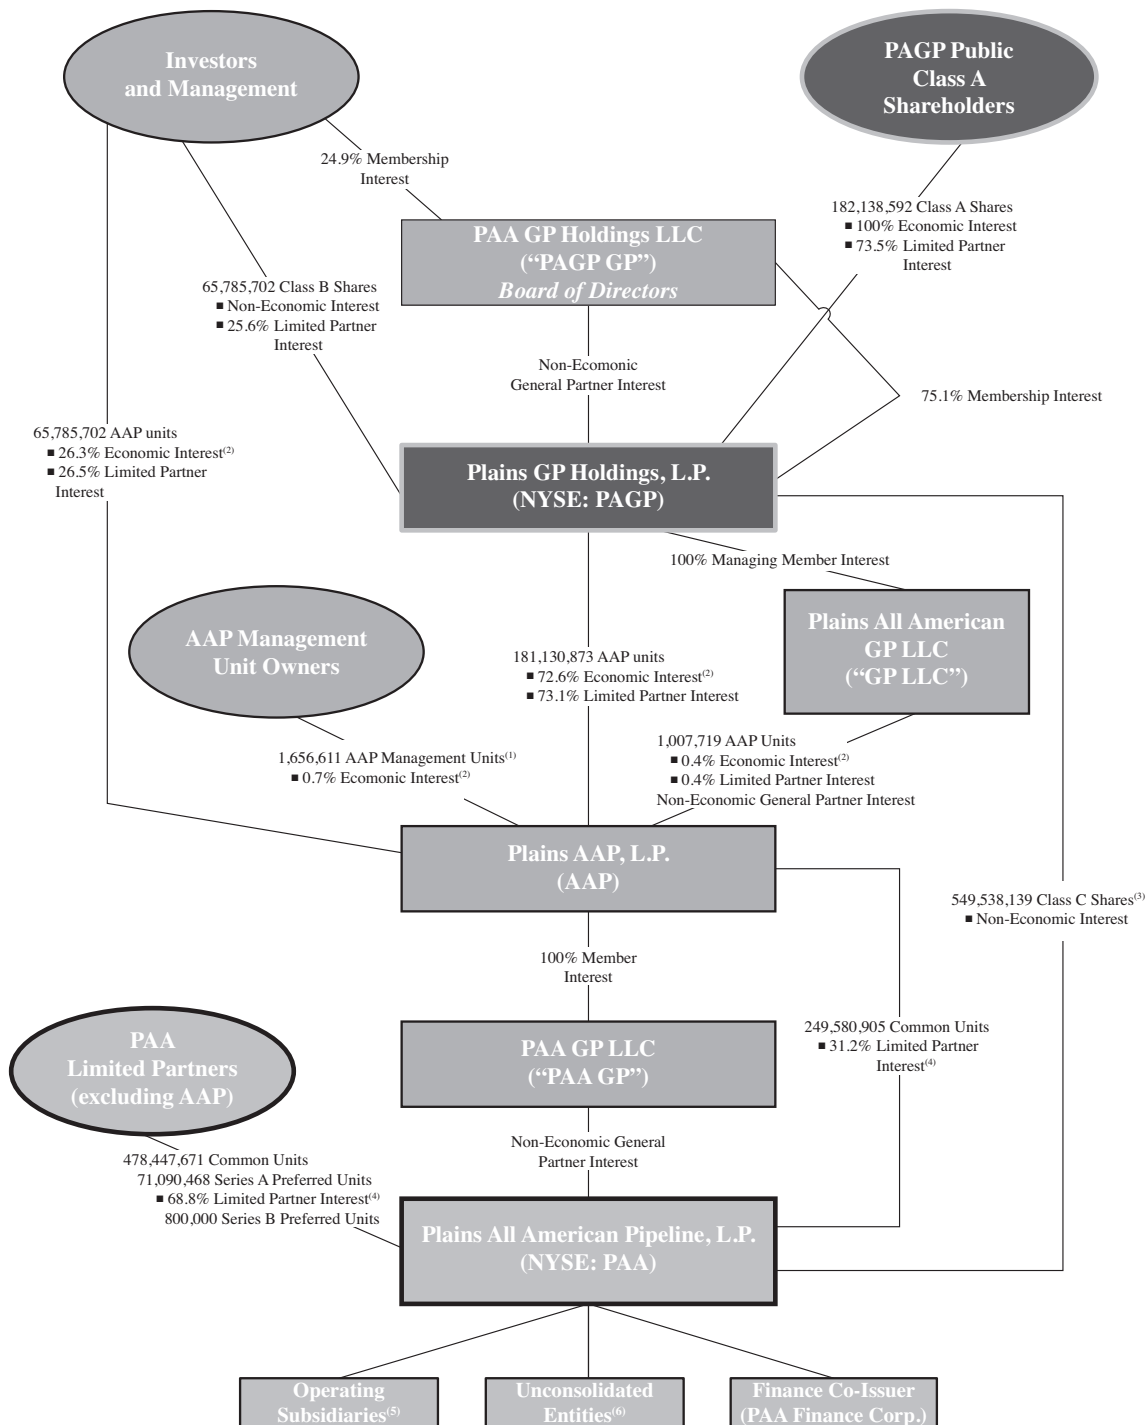 Investors
and Management
PAGP Public
Class A
Shareholders
24.9% Membership
Interest
182,138,592 Class A Shares
■ 100% Economic Interest
■ 73.5% Limited Partner
Interest
PAA GP Holdings LLC
(“PAGP GP”)
Board of Directors
65,785,702 Class B Shares
■ Non-Economic Interest
■ 25.6% Limited Partner
Interest
Non-Ecomonic
General Partner Interest
75.1% Membership Interest
65,785,702 AAP units
■ 26.3% Economic Interest(2)
■ 26.5% Limited Partner
Interest
Plains GP Holdings, L.P.
(NYSE: PAGP)
100% Managing Member Interest
AAP Management
Unit Owners
Plains All American
GP LLC
(“GP LLC”)
181,130,873 AAP units
■ 72.6% Economic Interest(2)
■ 73.1% Limited Partner Interest
1,656,611 AAP Management Units(1)
■ 0.7% Ecomonic Interest(2)
1,007,719 AAP Units
■ 0.4% Economic Interest(2)
■ 0.4% Limited Partner Interest
Non-Economic General Partner Interest
Plains AAP, L.P.
(AAP)
549,538,139 Class C Shares(3)
■ Non-Economic Interest
100% Member
Interest
PAA
Limited Partners
(excluding AAP)
PAA GP LLC
(“PAA GP”)
249,580,905 Common Units
■ 31.2% Limited Partner
Interest(4)
Non-Economic General
Partner Interest
478,447,671 Common Units
71,090,468 Series A Preferred Units
■ 68.8% Limited Partner Interest(4)
800,000 Series B Preferred Units
Plains All American Pipeline, L.P.
(NYSE: PAA)
Operating
Subsidiaries(5)
Unconsolidated
Entities(6)
Finance Co-Issuer
(PAA Finance Corp.)